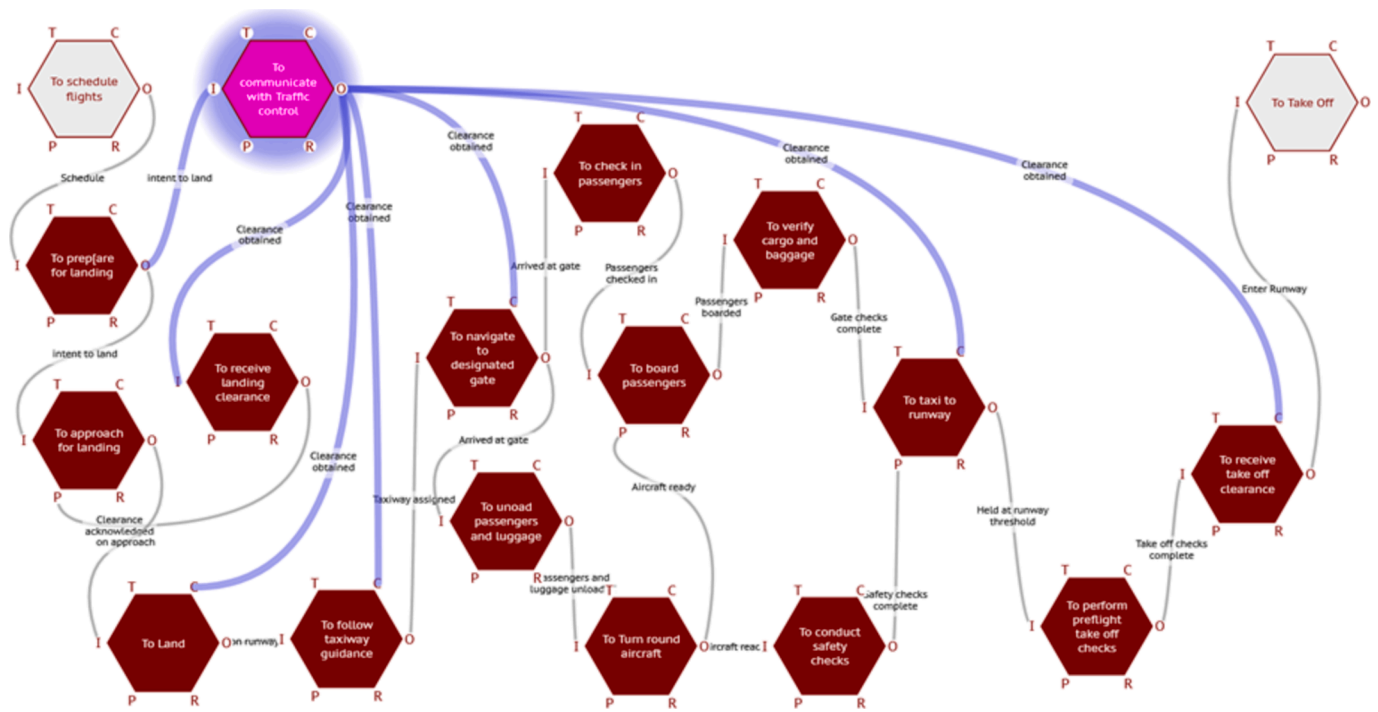 T C
I O
P R
To schedule
flights
T C
I O
P R
To
communicate
with Traffic
control
T C
I O
P R
To Take Off
Schedule
intent to land
Clearance
obtained
Clearance
obtained
Clearance
obtained
Clearance
obtained
Clearance
obtained
T C
I O
P R
To check in
passengers
T C
I O
P R
To prep[are
for landing
T C
I O
P R
To verify
cargo and
baggage
Arrived at gate
Passengers
checked in
Passengers
boarded
Gate checks
complete
Enter Runway
intent to land
T C
I O
P R
To receive
landing
clearance
T C
I O
P R
To navigate
to
designated
gate
T C
I O
P R
To board
passengers
T C
I O
P R
To taxi to
runway
T C
I O
P R
To approach
for landing
Arrived at gate
Clearance
obtained
Taxiway assigned
Aircraft ready
T C
I O
P R
To receive
take off
clearance
Clearance
acknowledged
on approach
T C
I O
P R
To unoad
passengers
and luggage
Held at runway
threshold
Take off checks
complete
assengers and
luggage unload
afety checks
complete
T C
I O
P R
To Land
on runway
T C
I O
P R
To follow
taxiway
guidance
T C
I O
P R
To Turn round
aircraft
ircraft reac
T C
I O
P R
To conduct
safety
checks
T C
I O
P R
To perform
preflight
take off
checks